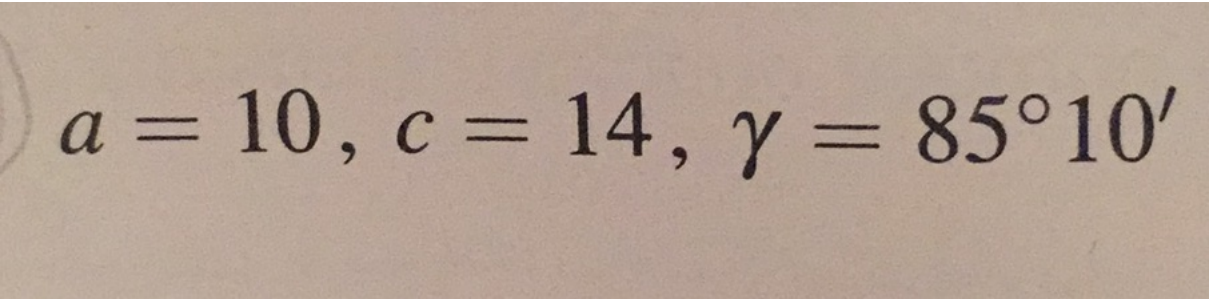 a = 10, c = 14, γ = 85°10′